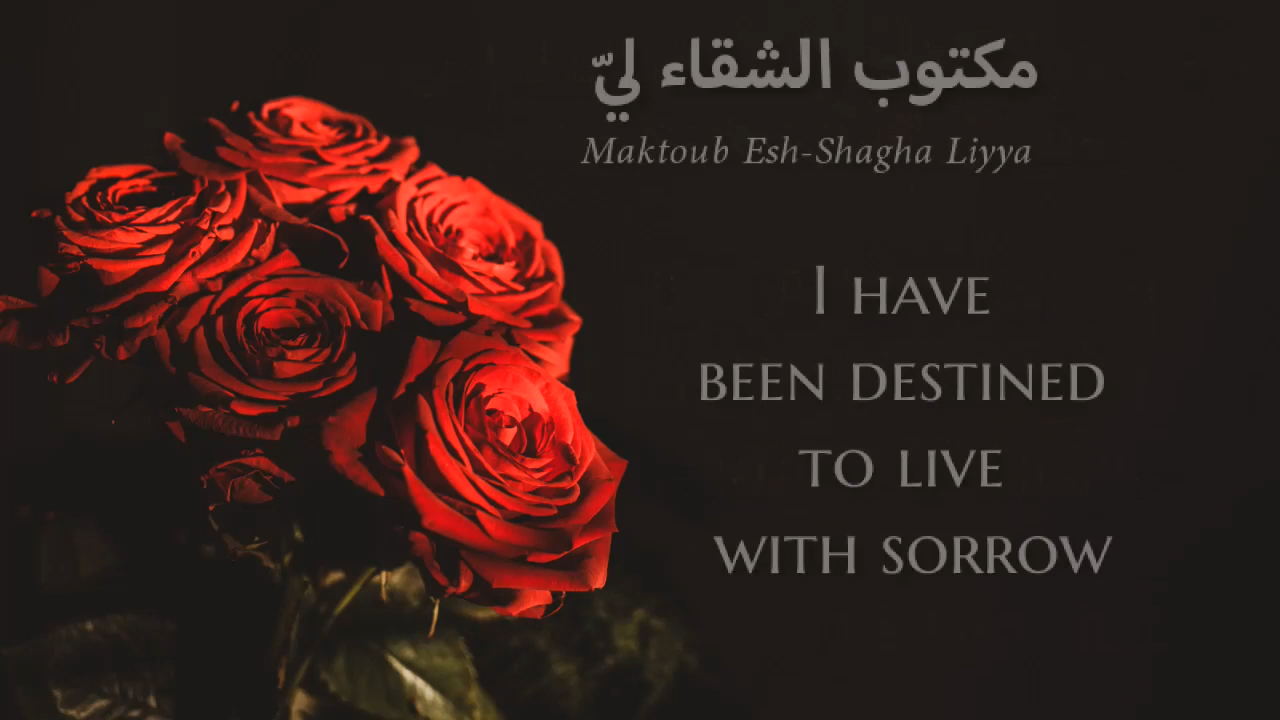 مكتوب الشقاء ليّ
Maktoub Esh-Shagha Liyya
I HAVE
BEEN DESTINED
TO LIVE
WITH SORROW